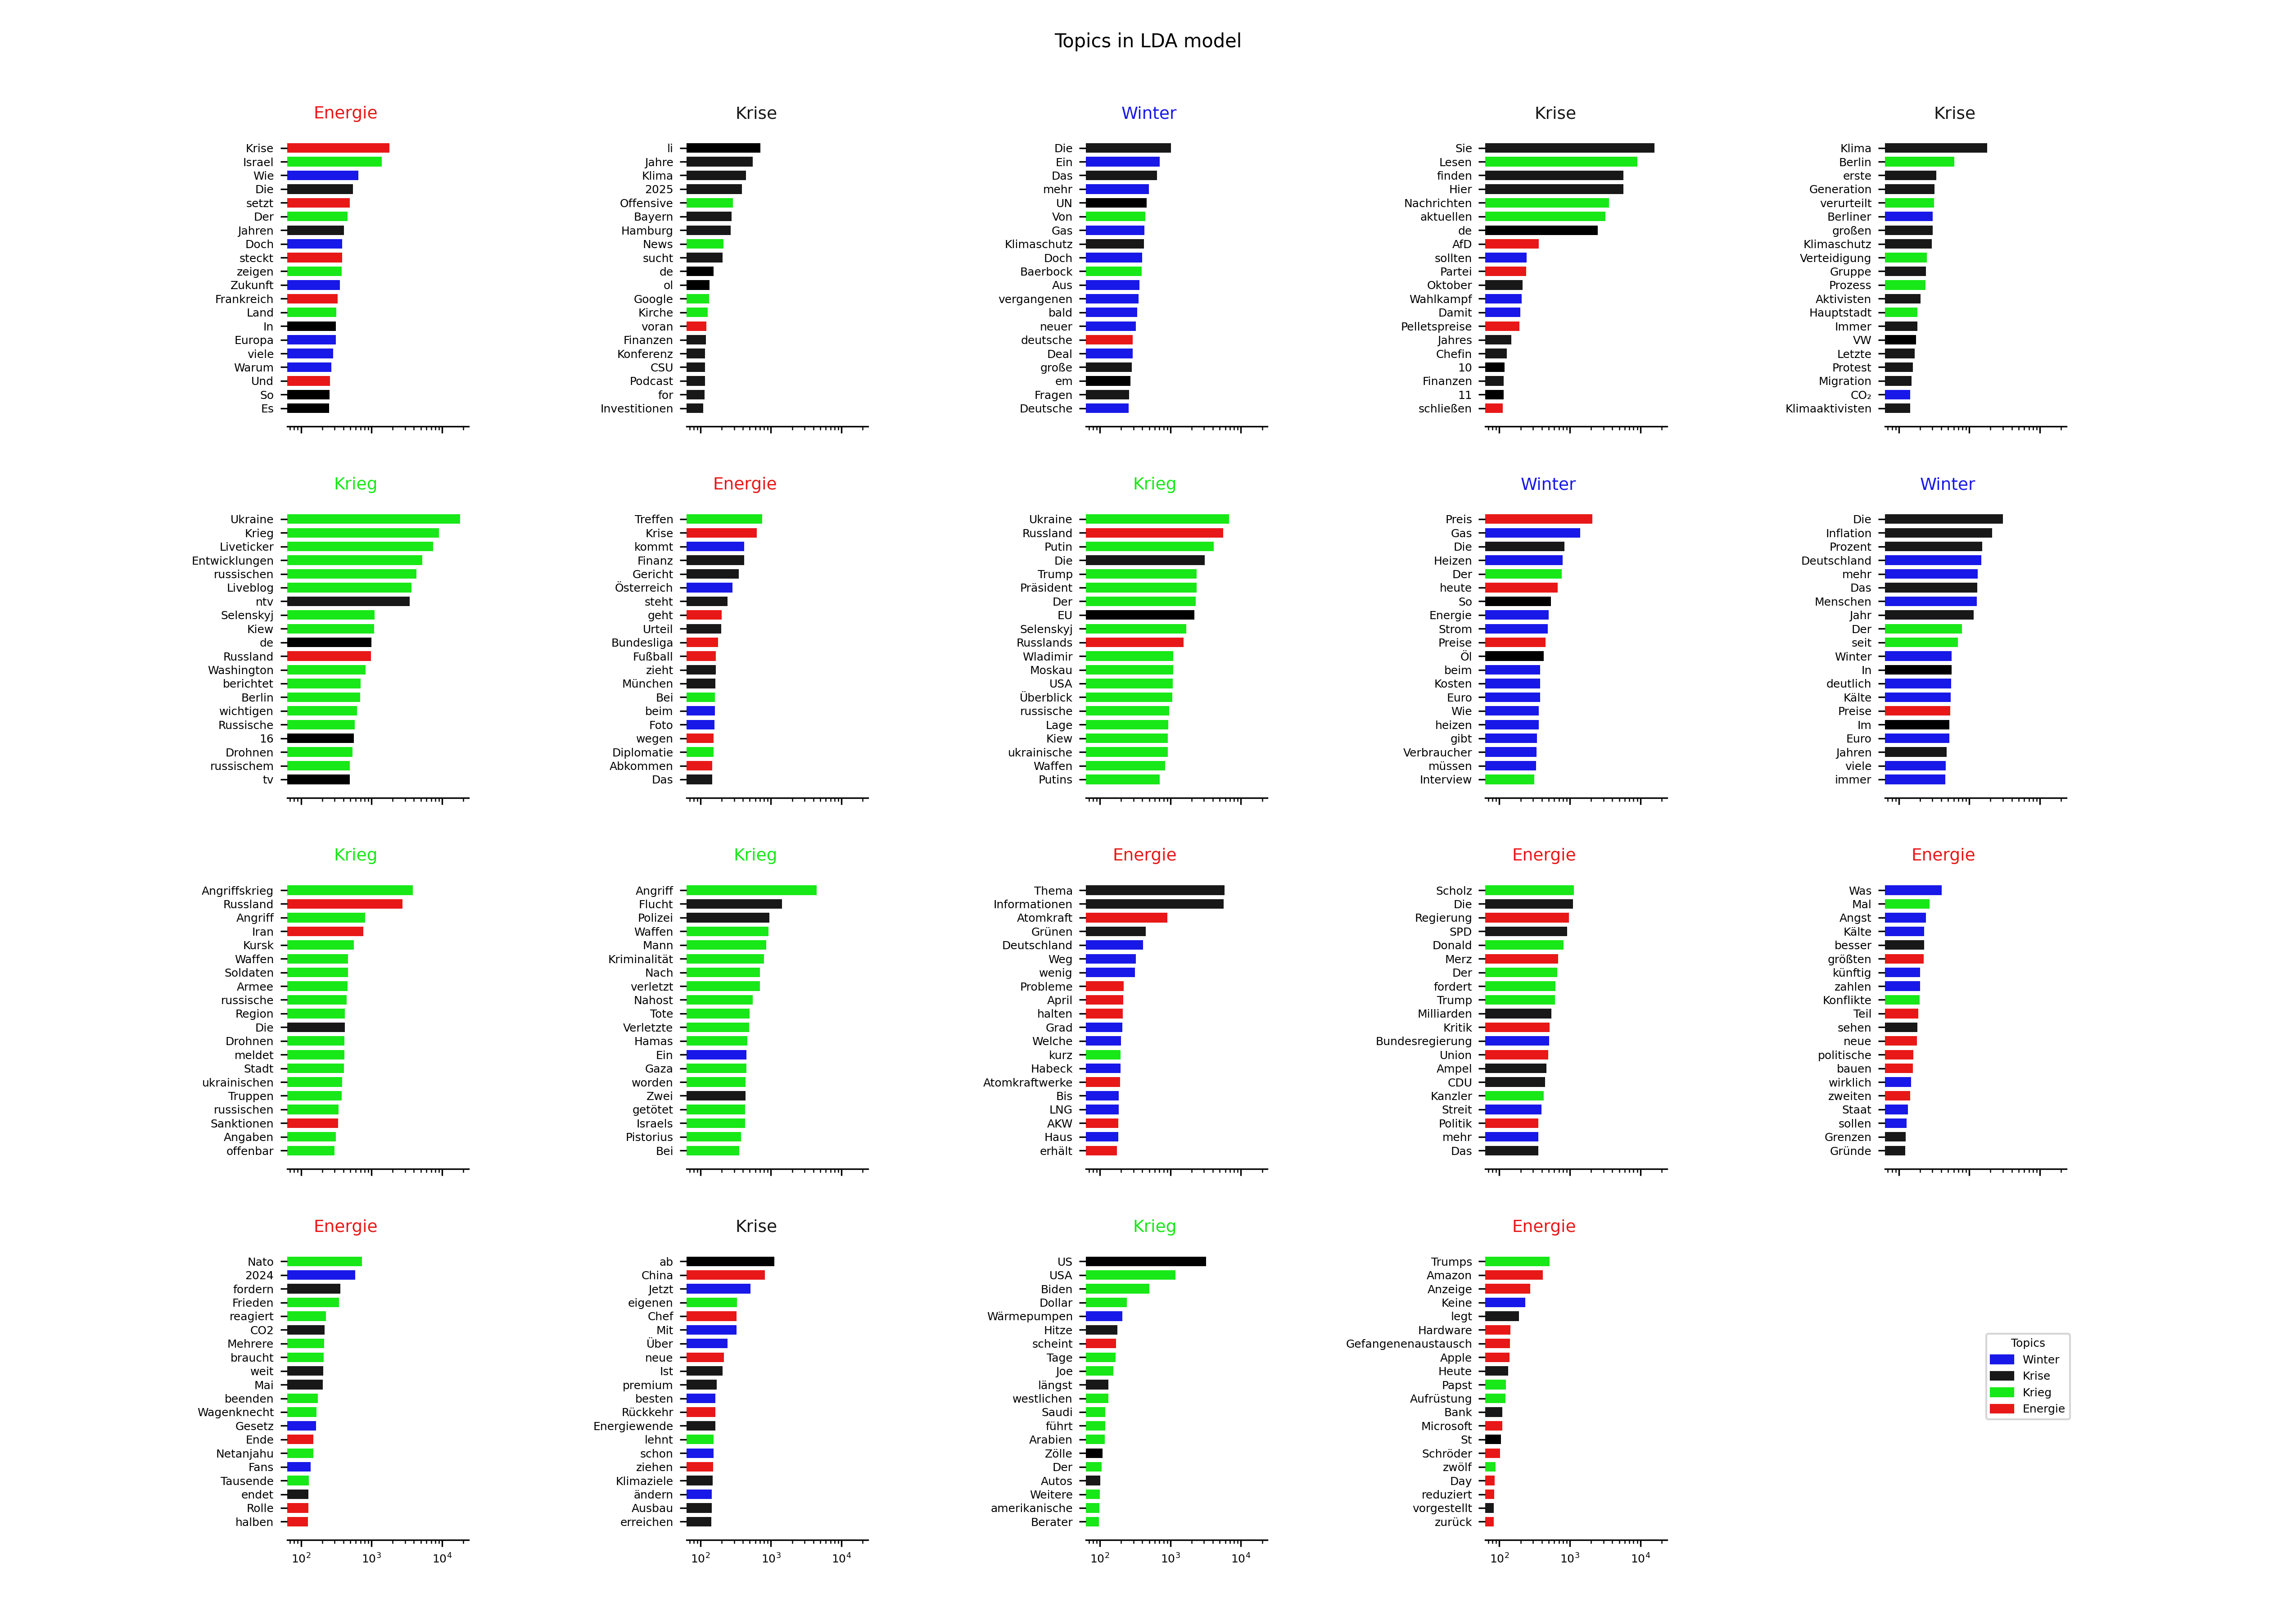 Topics in LDA model
Energie
Krise
Israel
Wie
Die
setzt
Der
Jahren
Doch
steckt
zeigen
Zukunft
Frankreich
Land
In
Europa
viele
Warum
Und
So
Es
Krise
li
Jahre
Klima
2025
Offensive
Bayern
Hamburg
News
sucht
de
ol
Google
Kirche
voran
Finanzen
Konferenz
CSU
Podcast
for
Investitionen
Winter
Die
Ein
Das
mehr
UN
Von
Gas
Klimaschutz
Doch
Baerbock
Aus
vergangenen
bald
neuer
deutsche
Deal
große
em
Fragen
Deutsche
Krise
Sie
Lesen
finden
Hier
Nachrichten
aktuellen
de
AfD
sollten
Partei
Oktober
Wahlkampf
Damit
Pelletspreise
Jahres
Chefin
10
Finanzen
11
schließen
Krise
Klima
Berlin
erste
Generation
verurteilt
Berliner
großen
Klimaschutz
Verteidigung
Gruppe
Prozess
Aktivisten
Hauptstadt
Immer
VW
Letzte
Protest
Migration
CO₂
Klimaaktivisten
Krieg
Ukraine
Krieg
Liveticker
Entwicklungen
russischen
Liveblog
ntv
Selenskyj
Kiew
de
Russland
Washington
berichtet
Berlin
wichtigen
Russische
16
Drohnen
russischem
tv
Energie
Treffen
Krise
kommt
Finanz
Gericht
Österreich
steht
geht
Urteil
Bundesliga
Fußball
zieht
München
Bei
beim
Foto
wegen
Diplomatie
Abkommen
Das
Krieg
Ukraine
Russland
Putin
Die
Trump
Präsident
Der
EU
Selenskyj
Russlands
Wladimir
Moskau
USA
Überblick
russische
Lage
Kiew
ukrainische
Waffen
Putins
Winter
Preis
Gas
Die
Heizen
Der
heute
So
Energie
Strom
Preise
Öl
beim
Kosten
Euro
Wie
heizen
gibt
Verbraucher
müssen
Interview
Winter
Die
Inflation
Prozent
Deutschland
mehr
Das
Menschen
Jahr
Der
seit
Winter
In
deutlich
Kälte
Preise
Im
Euro
Jahren
viele
immer
Krieg
Angriffskrieg
Russland
Angriff
Iran
Kursk
Waffen
Soldaten
Armee
russische
Region
Die
Drohnen
meldet
Stadt
ukrainischen
Truppen
russischen
Sanktionen
Angaben
offenbar
Krieg
Angriff
Flucht
Polizei
Waffen
Mann
Kriminalität
Nach
verletzt
Nahost
Tote
Verletzte
Hamas
Ein
Gaza
worden
Zwei
getötet
Israels
Pistorius
Bei
Energie
Thema
Informationen
Atomkraft
Grünen
Deutschland
Weg
wenig
Probleme
April
halten
Grad
Welche
kurz
Habeck
Atomkraftwerke
Bis
LNG
AKW
Haus
erhält
Energie
Scholz
Die
Regierung
SPD
Donald
Merz
Der
fordert
Trump
Milliarden
Kritik
Bundesregierung
Union
Ampel
CDU
Kanzler
Streit
Politik
mehr
Das
Energie
Was
Mal
Angst
Kälte
besser
größten
künftig
zahlen
Konflikte
Teil
sehen
neue
politische
bauen
wirklich
zweiten
Staat
sollen
Grenzen
Gründe
Energie
Nato
2024
fordern
Frieden
reagiert
CO2
Mehrere
braucht
weit
Mai
beenden
Wagenknecht
Gesetz
Ende
Netanjahu
Fans
Tausende
endet
Rolle
halben
10² 10³ 10⁴
Krise
ab
China
Jetzt
eigenen
Chef
Mit
Über
neue
Ist
premium
besten
Rückkehr
Energiewende
lehnt
schon
ziehen
Klimaziele
ändern
Ausbau
erreichen
10² 10³ 10⁴
Krieg
US
USA
Biden
Dollar
Wärmepumpen
Hitze
scheint
Tage
Joe
längst
westlichen
Saudi
führt
Arabien
Zölle
Der
Autos
Weitere
amerikanische
Berater
10² 10³ 10⁴
Energie
Trumps
Amazon
Anzeige
Keine
legt
Hardware
Gefangenenaustausch
Apple
Heute
Papst
Aufrüstung
Bank
Microsoft
St
Schröder
zwölf
Day
reduziert
vorgestellt
zurück
10² 10³ 10⁴
Topics
Winter
Krise
Krieg
Energie